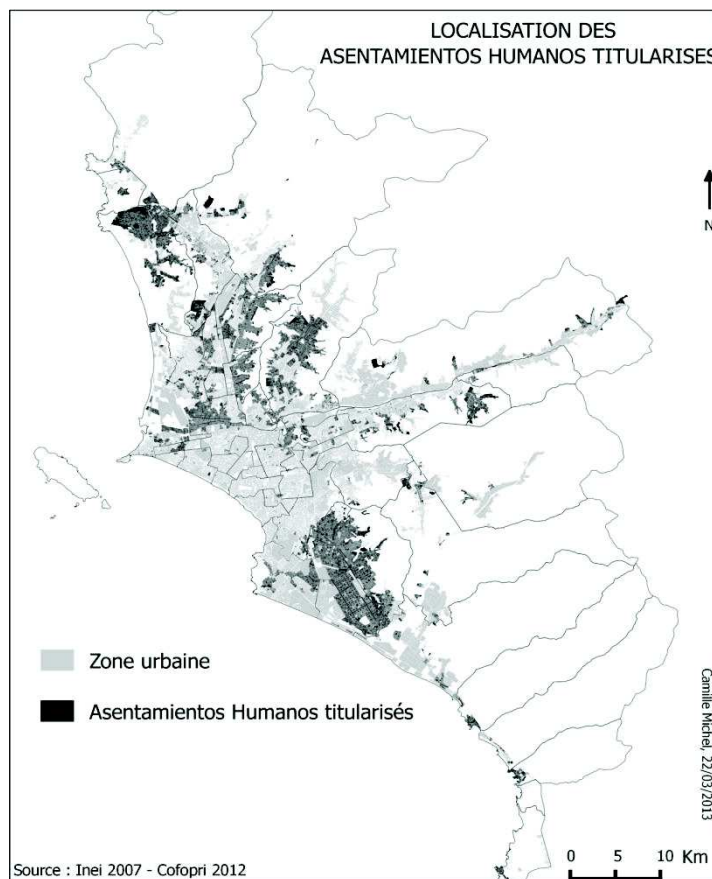 LOCALISATION DES
ASENTAMIENTOS HUMANOS TITULARISES
N
Zone urbaine
Asentamientos Humanos titularisés
Camille Michel, 22/03/2013
Source : Inei 2007 - Cofopri 2012
0 5 10 Km